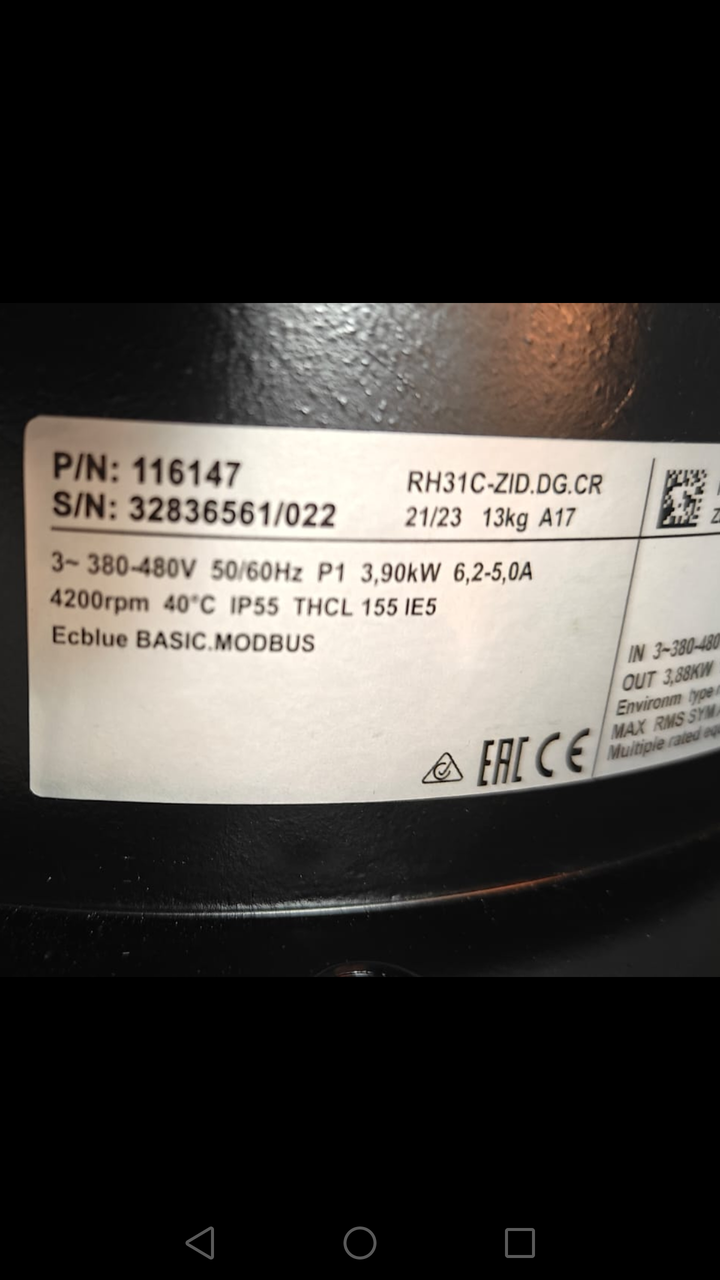 P/N: 116147
S/N: 32836561/022
RH31C-ZID.DG.CR
21/23 13kg A17
3~ 380-480V 50/60Hz P1 3,90kW 6,2-5,0A
4200rpm 40°C IP55 THCL 155 IE5
Ecblue BASIC.MODBUS
EAC CE
IN 3~380-480
OUT 3,88KW
Environm type
MAX RMS SYM.
Multiple rated